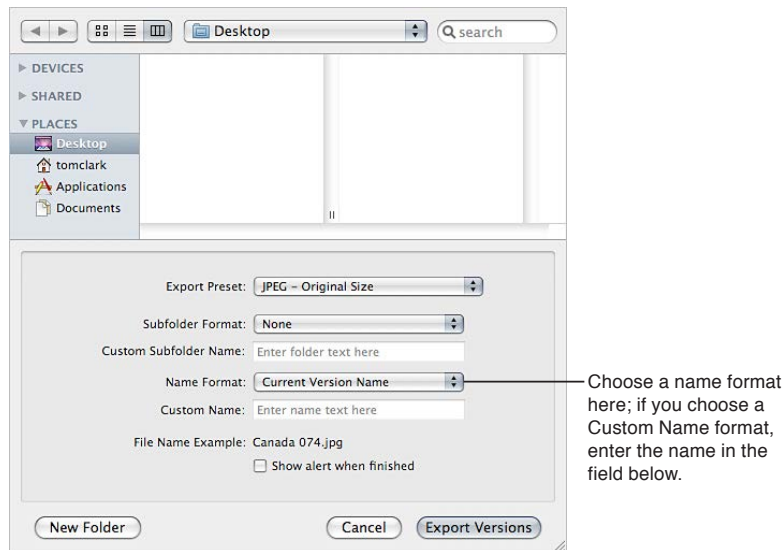 Desktop
search
DEVICES
SHARED
PLACES
Desktop
tomclark
Applications
Documents
Export Preset: JPEG – Original Size
Subfolder Format: None
Custom Subfolder Name: Enter folder text here
Name Format: Current Version Name
Custom Name: Enter name text here
File Name Example: Canada 074.jpg
Show alert when finished
New Folder
Cancel
Export Versions
Choose a name format
here; if you choose a
Custom Name format,
enter the name in the
field below.